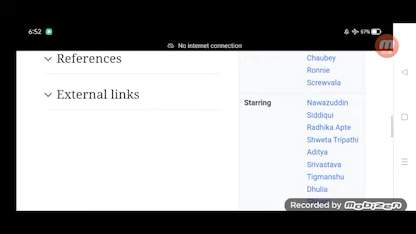 6:52
67%
No internet connection
References
External links
Chaubey
Ronnie
Screwvala
Starring
Nawazuddin
Siddiqui
Radhika Apte
Shweta Tripathi
Aditya
Srivastava
Tigmanshu
Dhulia
Recorded by Mobizen